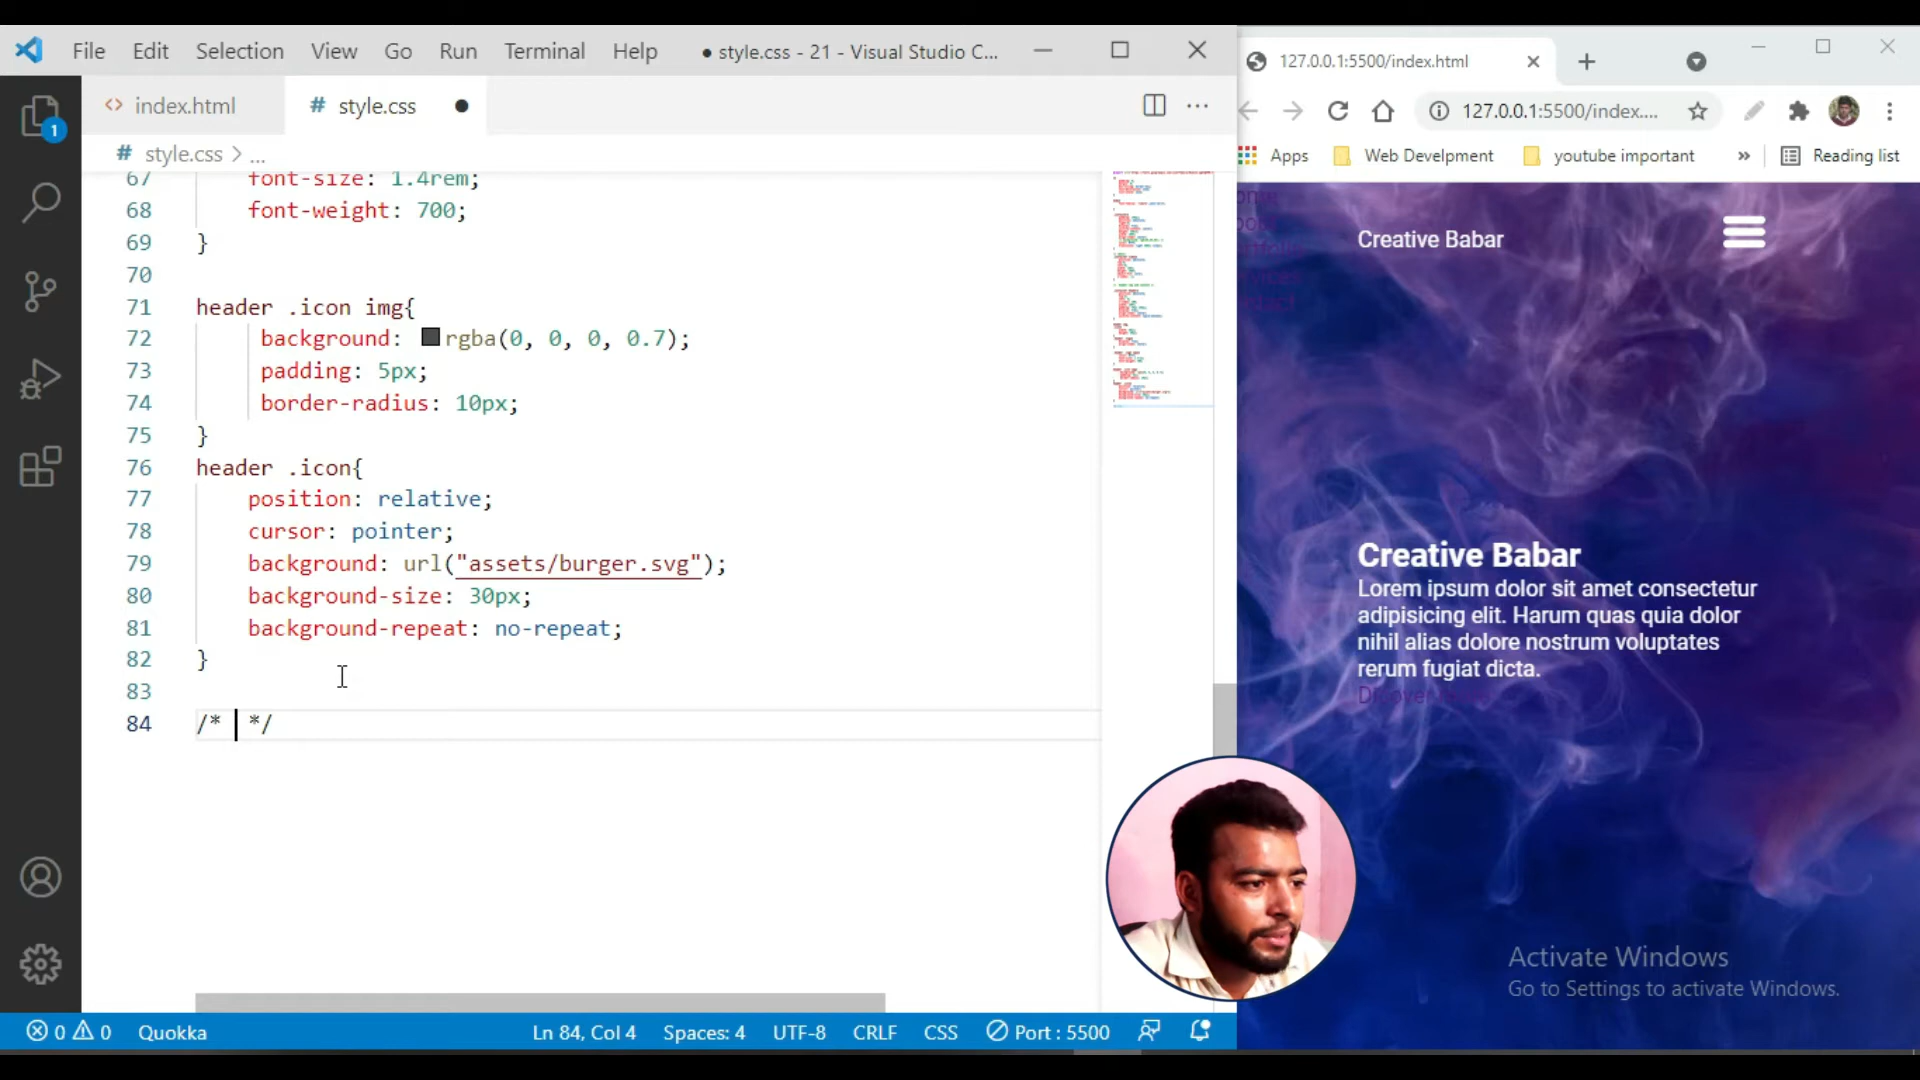 File Edit Selection View Go Run Terminal Help ● style.css - 21 - Visual Studio C...
index.html # style.css
# style.css > ...
67 font-size: 1.4rem;
68 font-weight: 700;
69 }
70
71 header .icon img{
72 background: rgba(0, 0, 0, 0.7);
73 padding: 5px;
74 border-radius: 10px;
75 }
76 header .icon{
77 position: relative;
78 cursor: pointer;
79 background: url("assets/burger.svg");
80 background-size: 30px;
81 background-repeat: no-repeat;
82 }
83
84 /* */
1
0 0 Quokka Ln 84, Col 4 Spaces: 4 UTF-8 CRLF CSS Port : 5500
127.0.0.1:5500/index.html
127.0.0.1:5500/index....
Apps Web Develpment youtube important » Reading list
Creative Babar
Creative Babar
Lorem ipsum dolor sit amet consectetur
adipisicing elit. Harum quas quia dolor
nihil alias dolore nostrum voluptates
rerum fugiat dicta.
Activate Windows
Go to Settings to activate Windows.